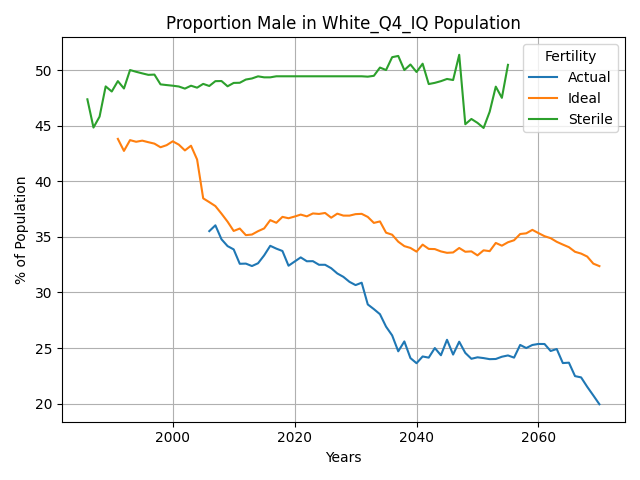 Proportion Male in White_Q4_IQ Population
Fertility
Actual
Ideal
Sterile
% of Population
50
45
40
35
30
25
20
2000
2020
2040
2060
Years